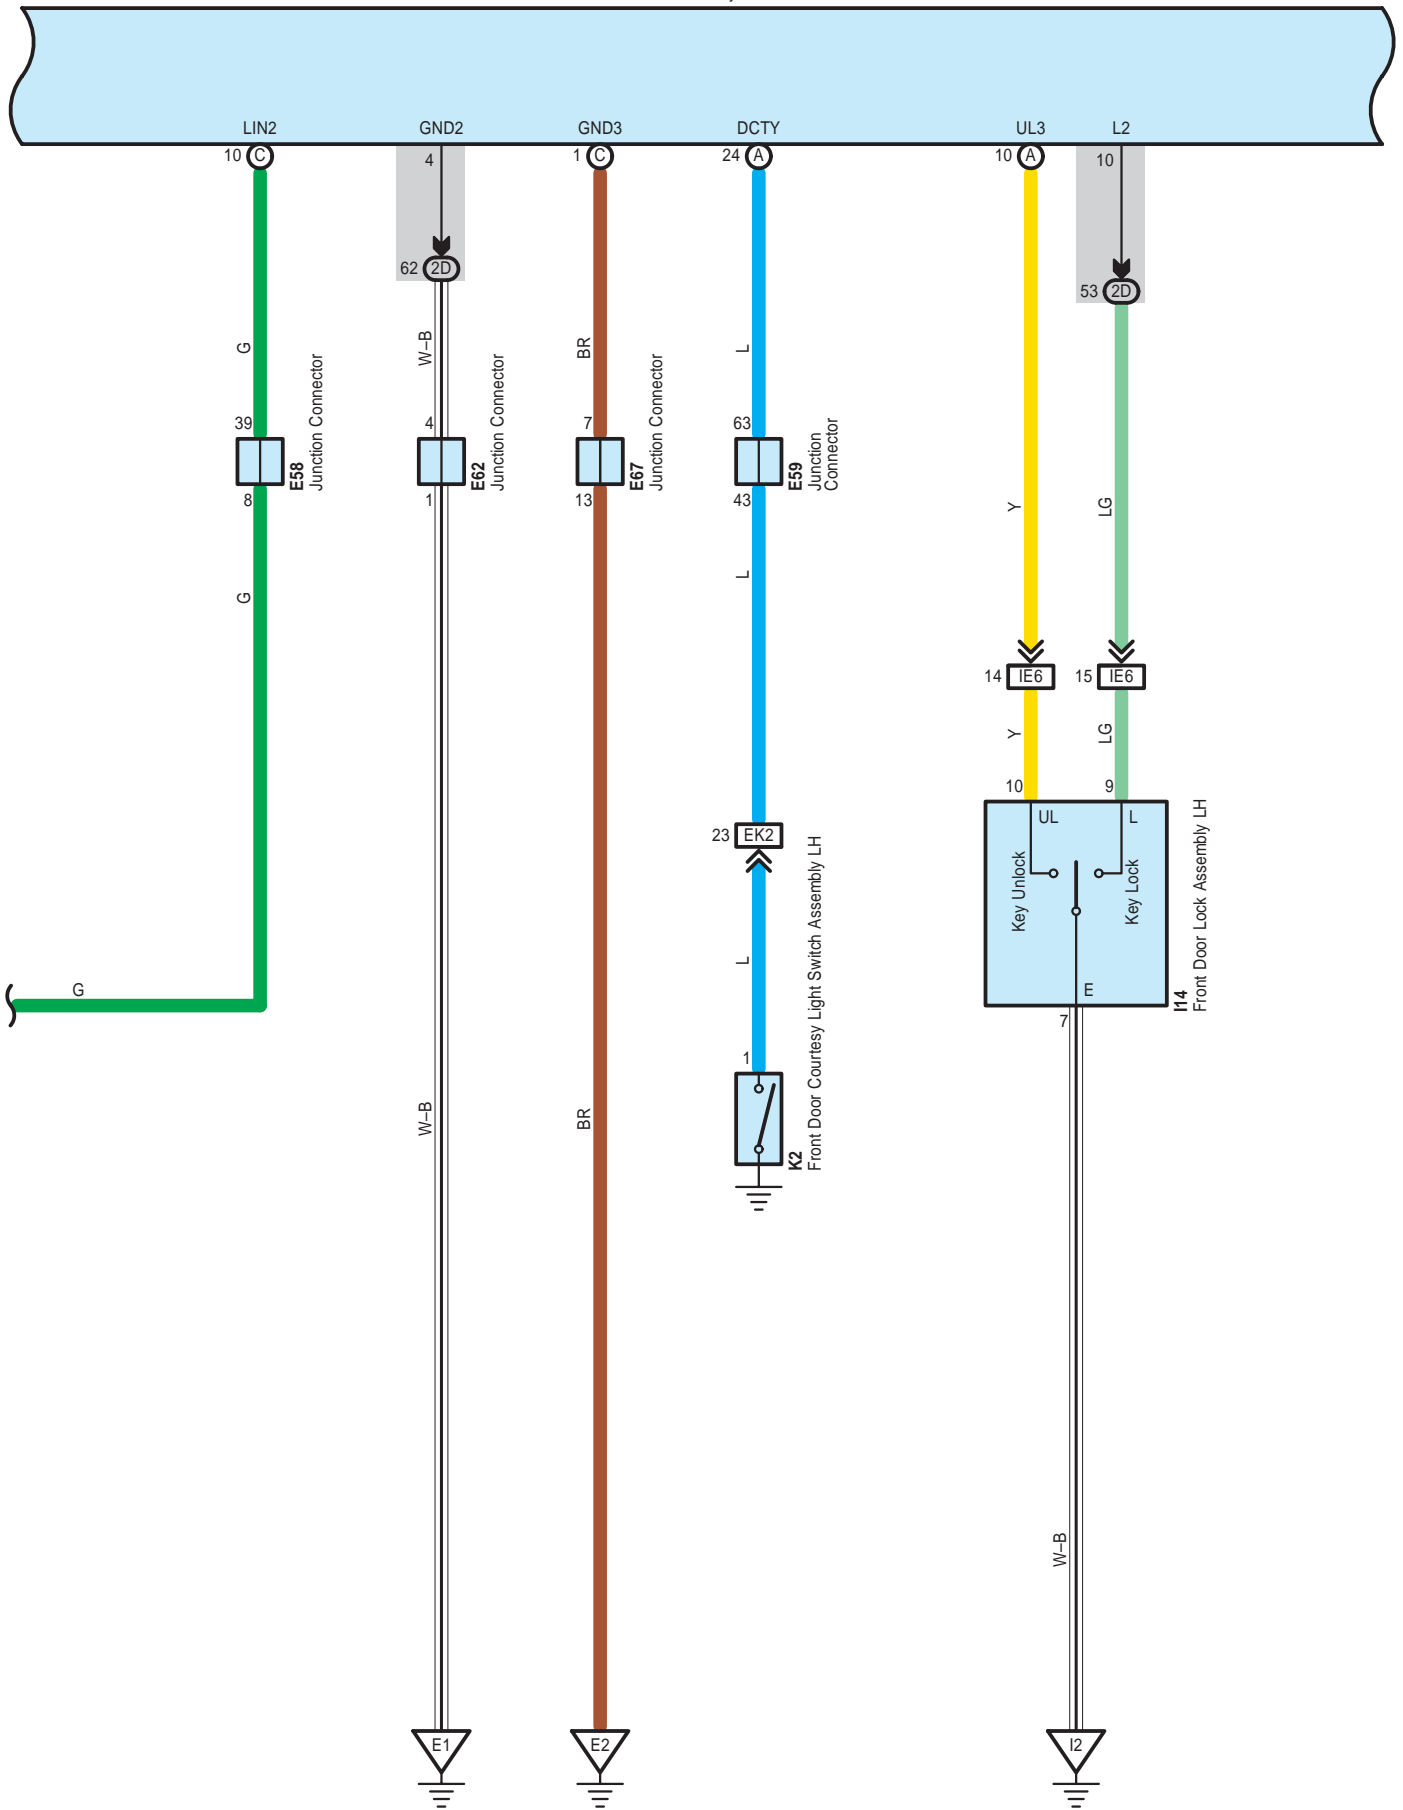 LIN2 GND2 GND3 DCTY UL3 L2
10 C 4 1 C 24 A 10 A 10
62 2D 53 2D
G W–B BR L
39 4 7 63
E58
Junction Connector
E62
Junction Connector
E67
Junction Connector
E59
Junction
Connector
8 1 13 43
Y LG
G L
14 IE6 15 IE6
Y LG
10 9
UL L
23 EK2
Key Unlock
Key Lock
I14
Front Door Lock Assembly LH
L
G
E
7
1
K2
Front Door Courtesy Light Switch Assembly LH
W–B BR
W–B
E1 E2 I2